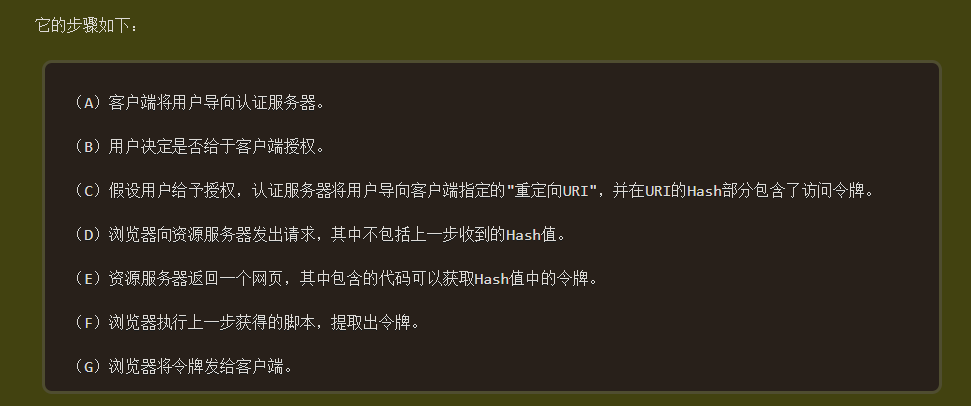 它的步骤如下：
（A）客户端将用户导向认证服务器。
（B）用户决定是否给于客户端授权。
（C）假设用户给予授权，认证服务器将用户导向客户端指定的"重定向URI"，并在URI的Hash部分包含了访问令牌。
（D）浏览器向资源服务器发出请求，其中不包括上一步收到的Hash值。
（E）资源服务器返回一个网页，其中包含的代码可以获取Hash值中的令牌。
（F）浏览器执行上一步获得的脚本，提取出令牌。
（G）浏览器将令牌发给客户端。